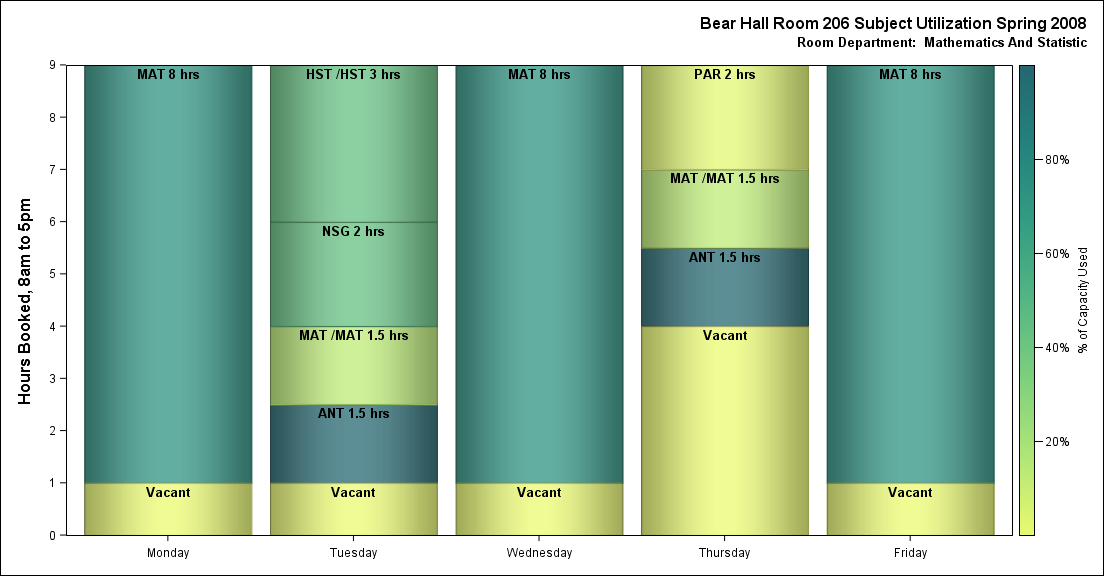 Bear Hall Room 206 Subject Utilization Spring 2008
Room Department:  Mathematics And Statistic
Hours Booked, 8am to 5pm
9
8
7
6
5
4
3
2
1
0
MAT 8 hrs
Vacant
HST /HST 3 hrs
NSG 2 hrs
MAT /MAT 1.5 hrs
ANT 1.5 hrs
Vacant
MAT 8 hrs
Vacant
PAR 2 hrs
MAT /MAT 1.5 hrs
ANT 1.5 hrs
Vacant
MAT 8 hrs
Vacant
Monday
Tuesday
Wednesday
Thursday
Friday
80%
60%
40%
20%
% of Capacity Used